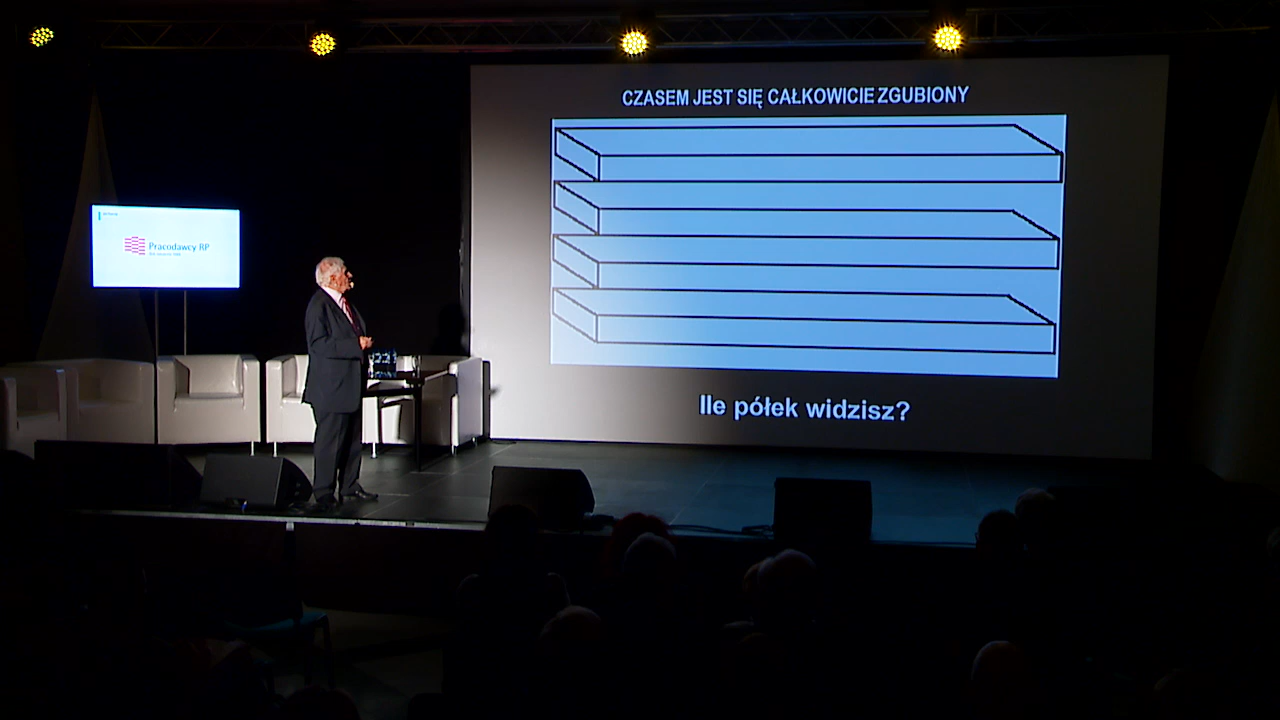 CZASEM JEST SIĘ CAŁKOWICIE ZGUBIONY
Pracodawcy RP
Ile półek widzisz?